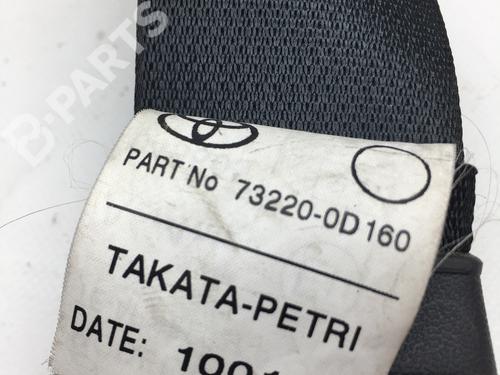 B-PARTS
PART No 73220-0D160
TAKATA-PETRI
DATE: